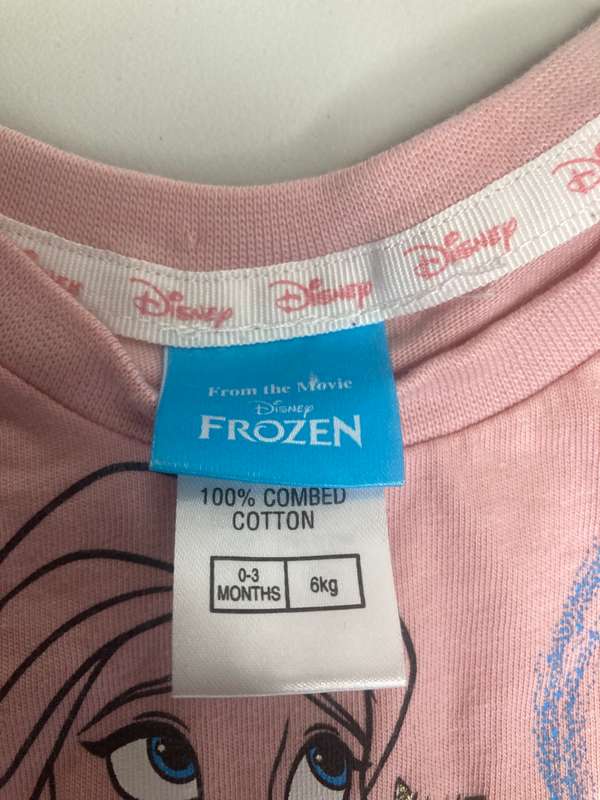 Disney
Disney
Disney
From the Movie
Disney
FROZEN
100% COMBED
COTTON
0-3
MONTHS
6kg